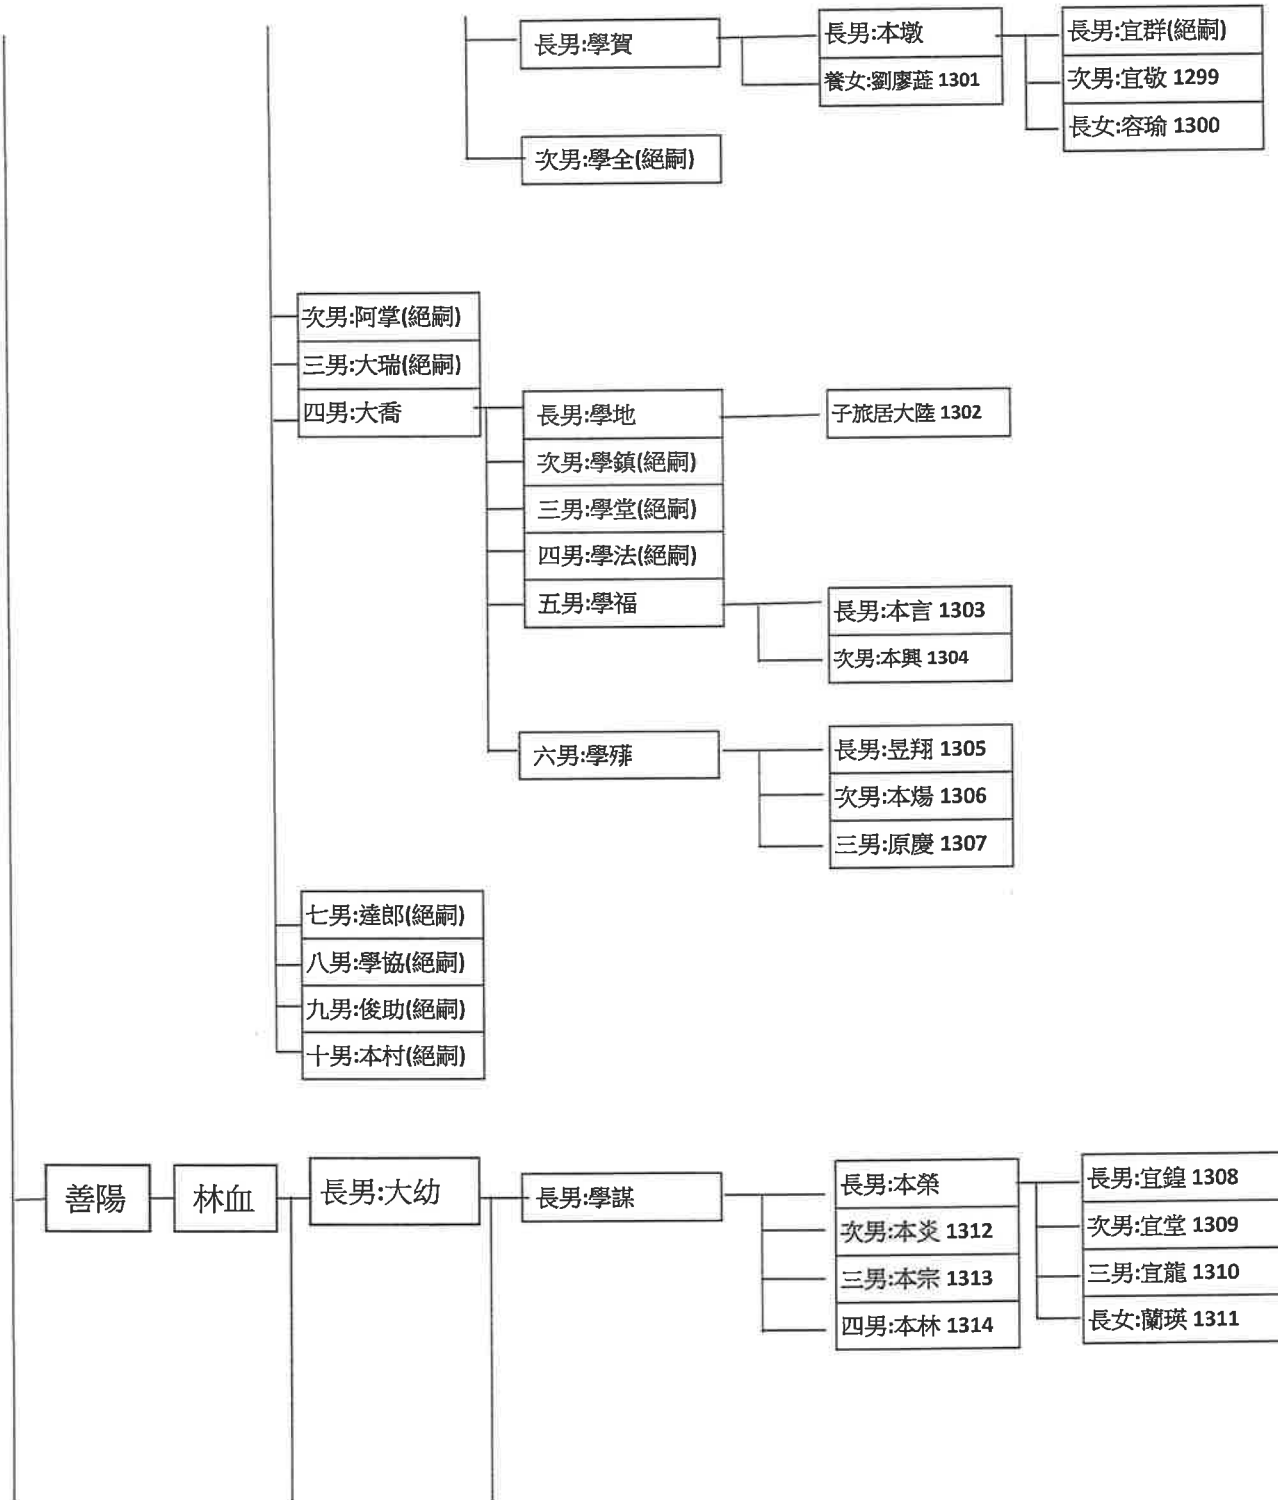 長男:學賀
長男:本墩
養女:劉廖蕋 1301
長男:宜群(絕嗣)
次男:宜敬 1299
長女:容瑜 1300
次男:學全(絕嗣)
次男:阿掌(絕嗣)
三男:大瑞(絕嗣)
四男:大喬
長男:學地
次男:學鎮(絕嗣)
三男:學堂(絕嗣)
四男:學法(絕嗣)
五男:學福
子旅居大陸 1302
長男:本言 1303
次男:本興 1304
六男:學
長男:昱翔 1305
次男:本煬 1306
三男:原慶 1307
七男:達郎(絕嗣)
八男:學協(絕嗣)
九男:俊助(絕嗣)
十男:本村(絕嗣)
善陽
林血
長男:大幼
長男:學謀
長男:本榮
次男:本炎 1312
三男:本宗 1313
四男:本林 1314
長男:宜鍠 1308
次男:宜堂 1309
三男:宜龍 1310
長女:蘭瑛 1311